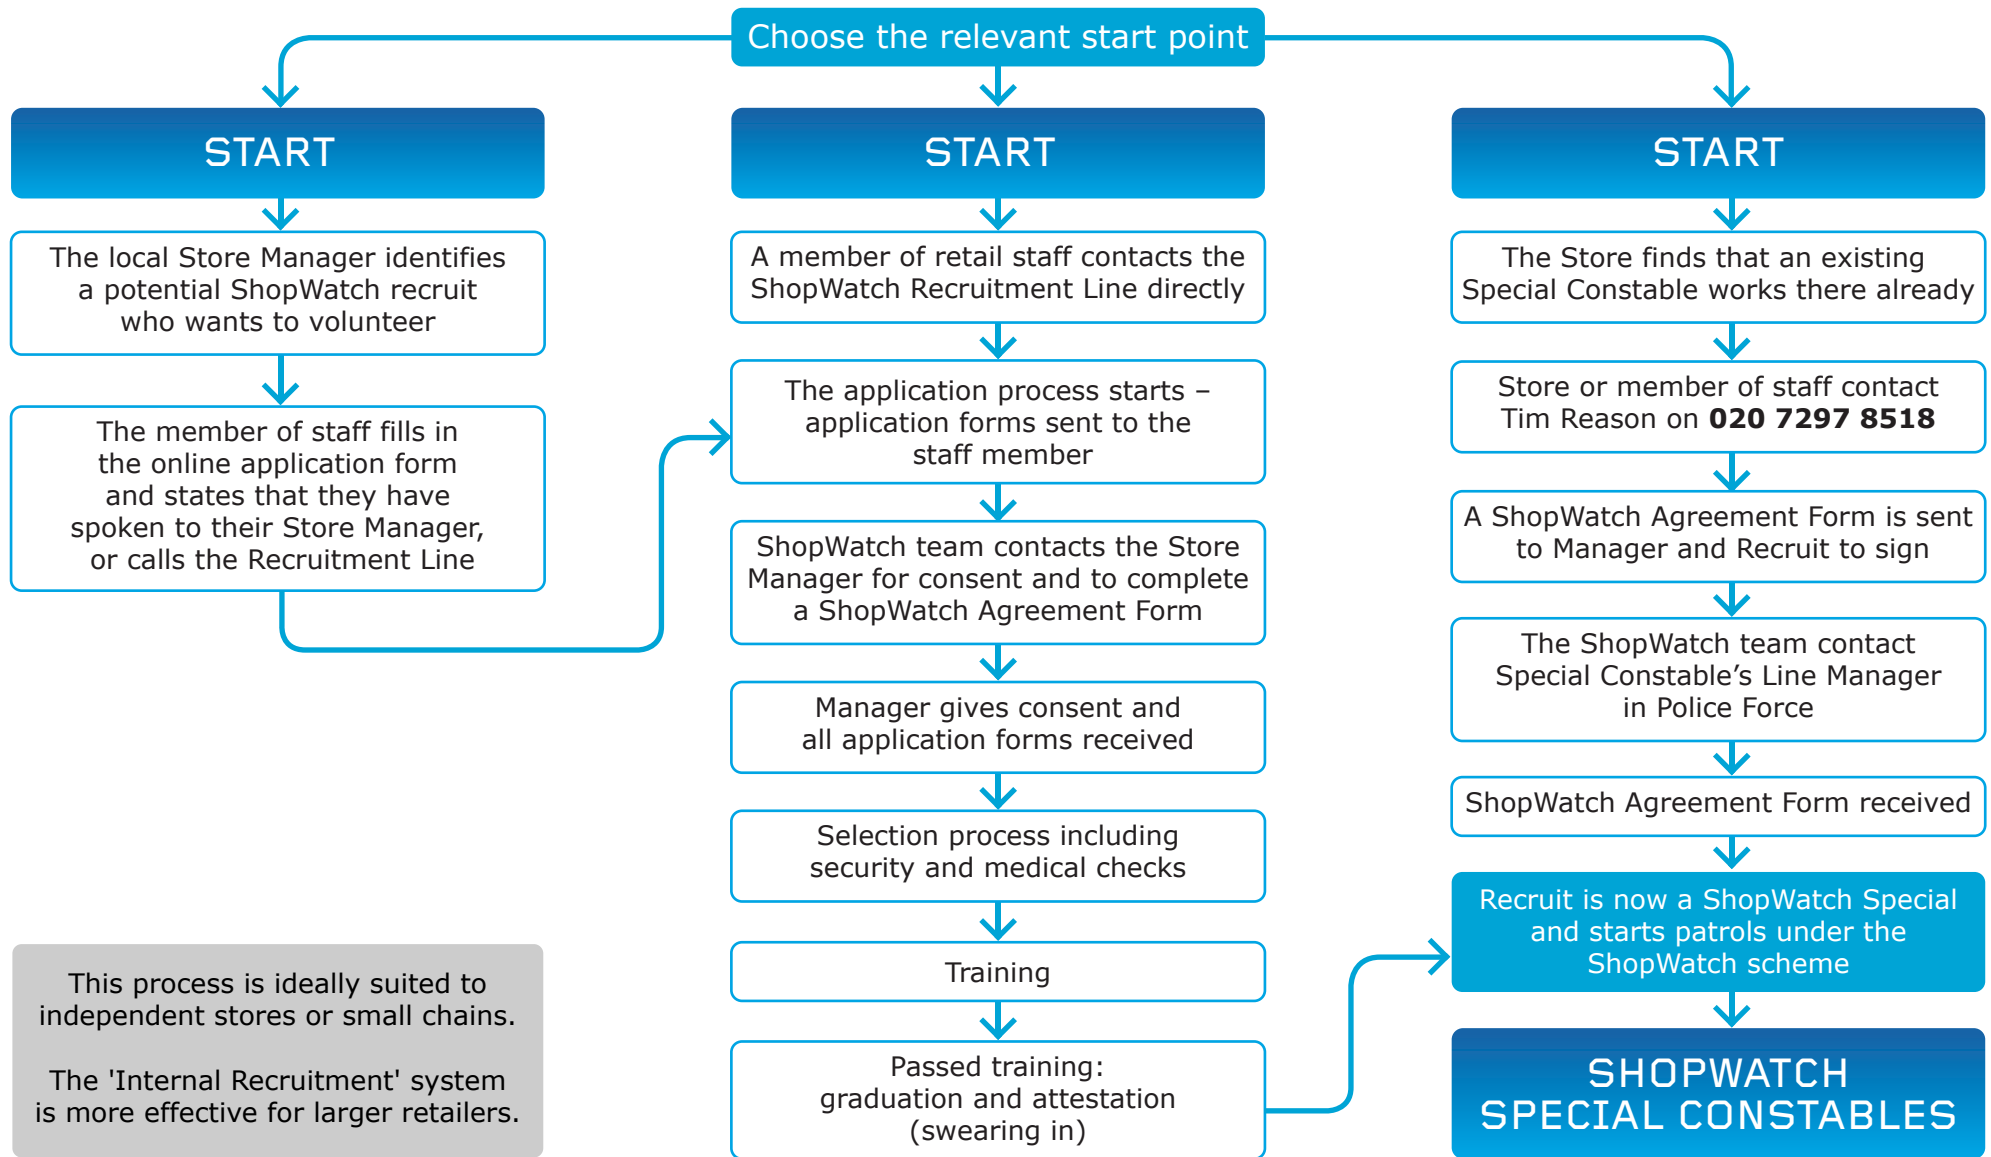 Choose the relevant start point
START
The local Store Manager identifies
a potential ShopWatch recruit
who wants to volunteer
The member of staff fills in
the online application form
and states that they have
spoken to their Store Manager,
or calls the Recruitment Line
This process is ideally suited to
independent stores or small chains.
The 'Internal Recruitment' system
is more effective for larger retailers.
START
A member of retail staff contacts the
ShopWatch Recruitment Line directly
The application process starts –
application forms sent to the
staff member
ShopWatch team contacts the Store
Manager for consent and to complete
a ShopWatch Agreement Form
Manager gives consent and
all application forms received
Selection process including
security and medical checks
Training
Passed training:
graduation and attestation
(swearing in)
START
The Store finds that an existing
Special Constable works there already
Store or member of staff contact
Tim Reason on 020 7297 8518
A ShopWatch Agreement Form is sent
to Manager and Recruit to sign
The ShopWatch team contact
Special Constable’s Line Manager
in Police Force
ShopWatch Agreement Form received
Recruit is now a ShopWatch Special
and starts patrols under the
ShopWatch scheme
SHOPWATCH
SPECIAL CONSTABLES